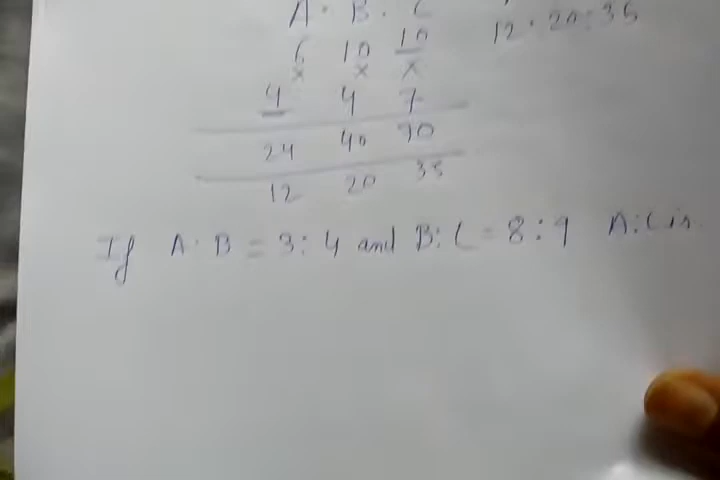 A : B : C
12 : 20 : 35
6 10 10
x x x
4 4 7
24 40 70
12 20 35
If A : B = 3 : 4 and B : C = 8 : 9 A : C is